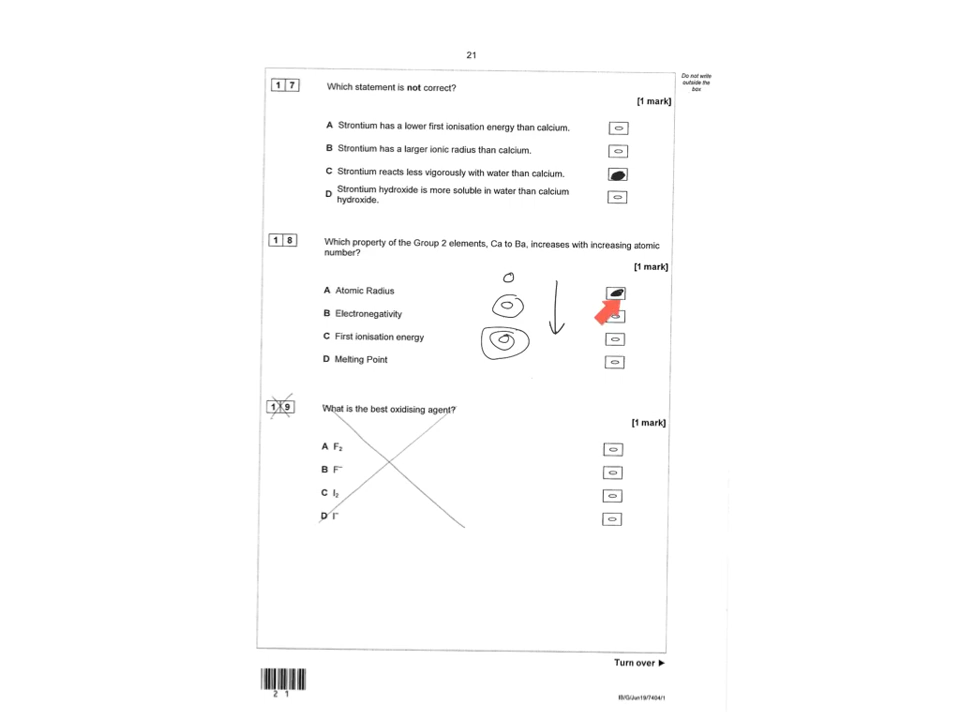 21
Do not write
outside the
box
1 7 Which statement is not correct?
[1 mark]
A Strontium has a lower first ionisation energy than calcium.
B Strontium has a larger ionic radius than calcium.
C Strontium reacts less vigorously with water than calcium.
D Strontium hydroxide is more soluble in water than calcium
hydroxide.
1 8 Which property of the Group 2 elements, Ca to Ba, increases with increasing atomic
number?
[1 mark]
A Atomic Radius
B Electronegativity
C First ionisation energy
D Melting Point
1 9 What is the best oxidising agent?
[1 mark]
A F₂
B F⁻
C I₂
D I⁻
Turn over ►
2 1
IB/G/Jun19/7404/1